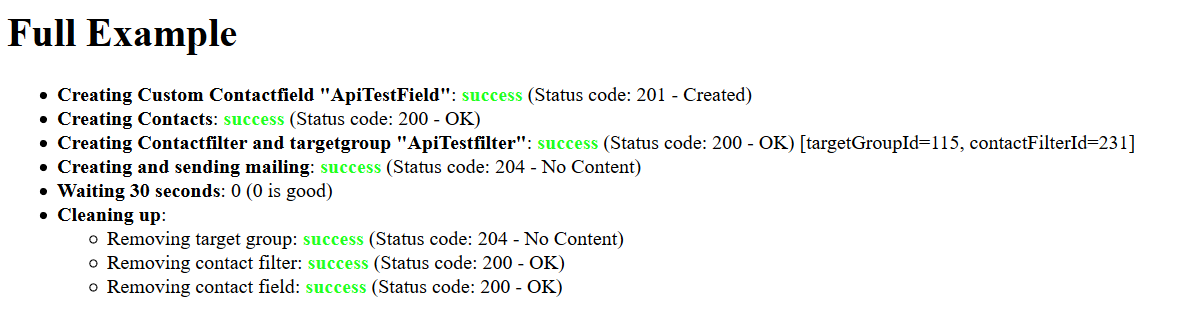 Full Example
Creating Custom Contactfield "ApiTestField": success (Status code: 201 - Created)
Creating Contacts: success (Status code: 200 - OK)
Creating Contactfilter and targetgroup "ApiTestfilter": success (Status code: 200 - OK) [targetGroupId=115, contactFilterId=231]
Creating and sending mailing: success (Status code: 204 - No Content)
Waiting 30 seconds: 0 (0 is good)
Cleaning up:
Removing target group: success (Status code: 204 - No Content)
Removing contact filter: success (Status code: 200 - OK)
Removing contact field: success (Status code: 200 - OK)